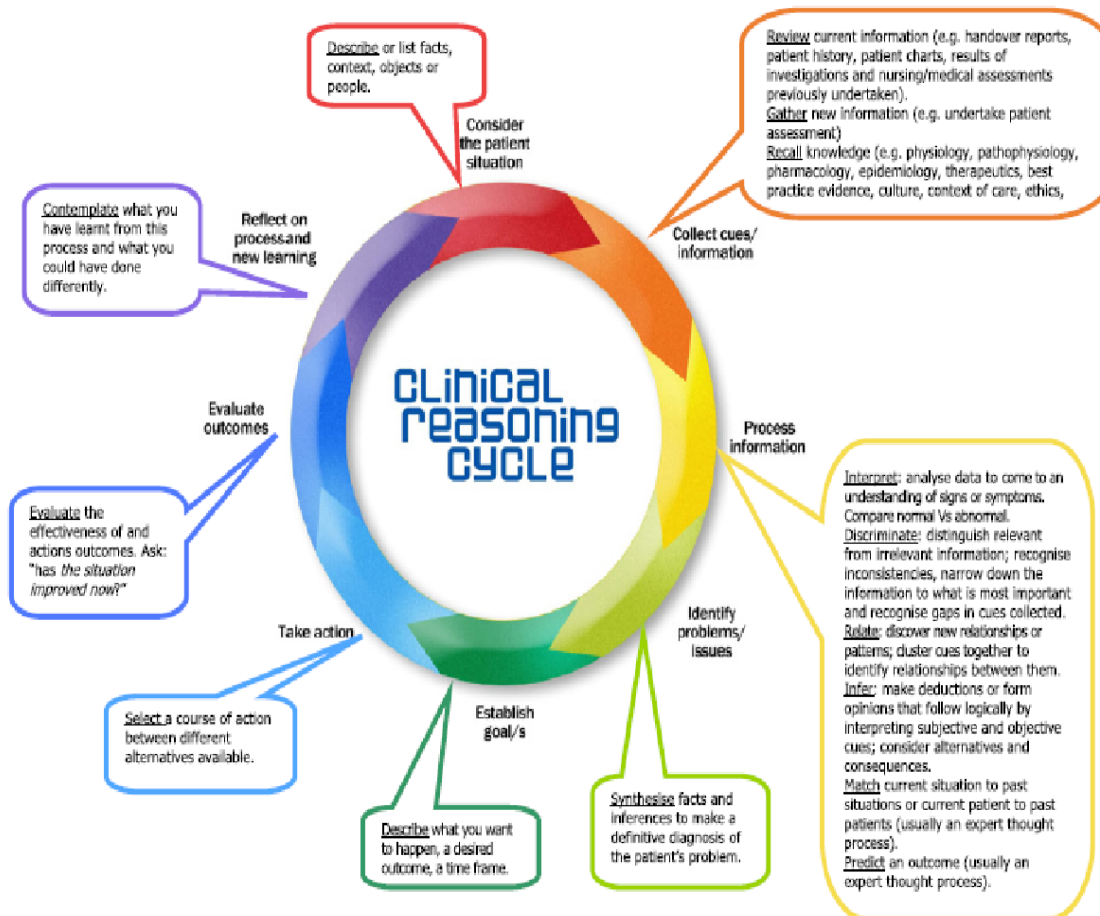 Describe or list facts,
context, objects or
people.
Consider
the patient
situation
Review current information (e.g. handover reports,
patient history, patient charts, results of
investigations and nursing/medical assessments
previously undertaken).
Gather new information (e.g. undertake patient
assessment)
Recall knowledge (e.g. physiology, pathophysiology,
pharmacology, epidemiology, therapeutics, best
practice evidence, culture, context of care, ethics,
Collect cues/
information
Process
information
Interpret: analyse data to come to an
understanding of signs or symptoms.
Compare normal Vs abnormal.
Discriminate: distinguish relevant
from irrelevant information; recognise
inconsistencies, narrow down the
information to what is most important
and recognise gaps in cues collected.
Relate: discover new relationships or
patterns; cluster cues together to
identify relationships between them.
Infer: make deductions or form
opinions that follow logically by
interpreting subjective and objective
cues; consider alternatives and
consequences.
Match current situation to past
situations or current patient to past
patients (usually an expert thought
process).
Predict an outcome (usually an
expert thought process).
Identify
problems/
issues
Synthesise facts and
inferences to make a
definitive diagnosis of
the patient's problem.
Establish
goal/s
Describe what you want
to happen, a desired
outcome, a time frame.
Take action
Select a course of action
between different
alternatives available.
Evaluate
outcomes
Evaluate the
effectiveness of and
actions outcomes. Ask:
"has the situation
improved now?"
Reflect on
process and
new learning
Contemplate what you
have learnt from this
process and what you
could have done
differently.
Clinical
reasoning
cycle